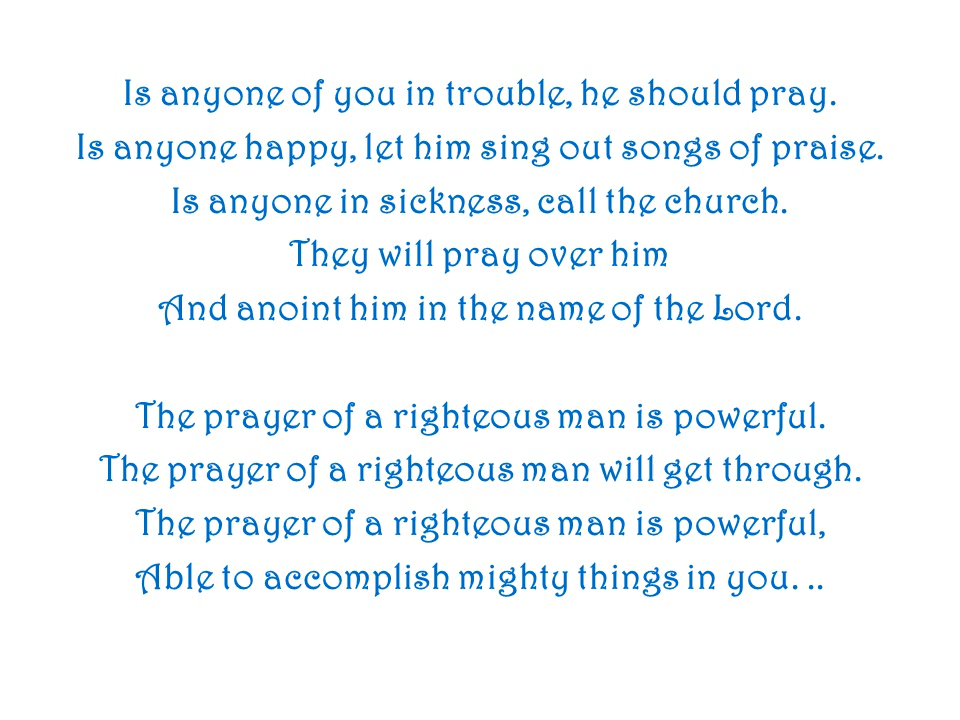 Is anyone of you in trouble, he should pray.
Is anyone happy, let him sing out songs of praise.
Is anyone in sickness, call the church.
They will pray over him
And anoint him in the name of the Lord.
The prayer of a righteous man is powerful.
The prayer of a righteous man will get through.
The prayer of a righteous man is powerful,
Able to accomplish mighty things in you. ..